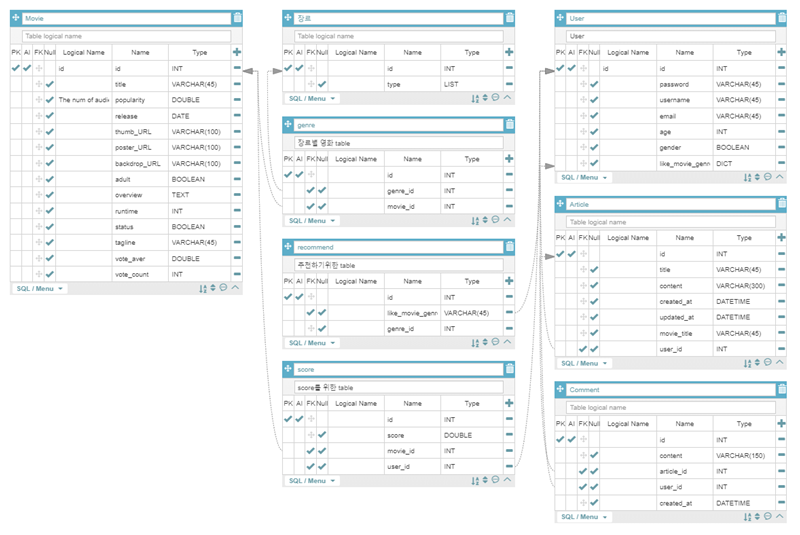 Movie
Table logical name
PK AI FK Null Logical Name Name Type
id id INT
title VARCHAR(45)
The num of audi popularity DOUBLE
release DATE
thumb_URL VARCHAR(100)
poster_URL VARCHAR(100)
backdrop_URL VARCHAR(100)
adult BOOLEAN
overview TEXT
runtime INT
status BOOLEAN
tagline VARCHAR(45)
vote_aver DOUBLE
vote_count INT
SQL / Menu
장르
Table logical name
PK AI FK Null Logical Name Name Type
id INT
type LIST
SQL / Menu
genre
장르별 영화 table
PK AI FK Null Logical Name Name Type
id INT
genre_id INT
movie_id INT
SQL / Menu
recommend
추천하기위한 table
PK AI FK Null Logical Name Name Type
id INT
like_movie_genr VARCHAR(45)
genre_id INT
SQL / Menu
score
score를 위한 table
PK AI FK Null Logical Name Name Type
id INT
score DOUBLE
movie_id INT
user_id INT
SQL / Menu
User
User
PK AI FK Null Logical Name Name Type
id id INT
password VARCHAR(45)
username VARCHAR(45)
email VARCHAR(45)
age INT
gender BOOLEAN
like_movie_genr DICT
SQL / Menu
Article
Table logical name
PK AI FK Null Logical Name Name Type
id INT
title VARCHAR(45)
content VARCHAR(300)
created_at DATETIME
updated_at DATETIME
movie_title VARCHAR(45)
user_id INT
SQL / Menu
Comment
Table logical name
PK AI FK Null Logical Name Name Type
id INT
content VARCHAR(150)
article_id INT
user_id INT
created_at DATETIME
SQL / Menu